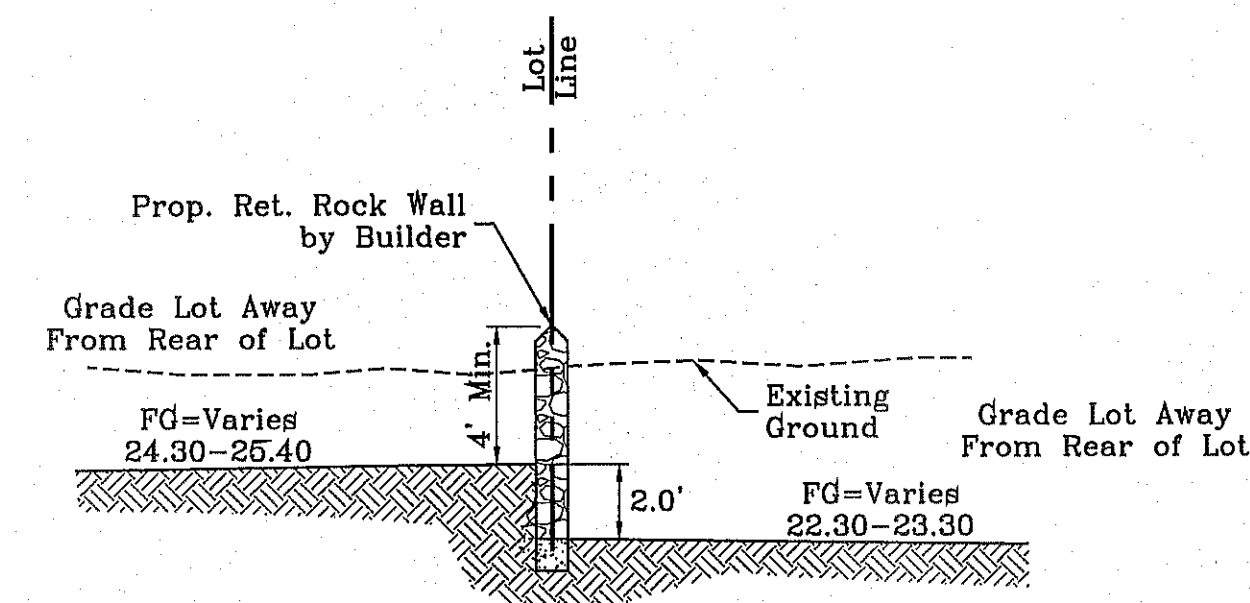 Lot
Line
Prop. Ret. Rock Wall
by Builder
Grade Lot Away
From Rear of Lot
4' Min.
Existing
Ground
Grade Lot Away
From Rear of Lot
FG=Varies
24.30-25.40
2.0'
FG=Varies
22.30-23.30